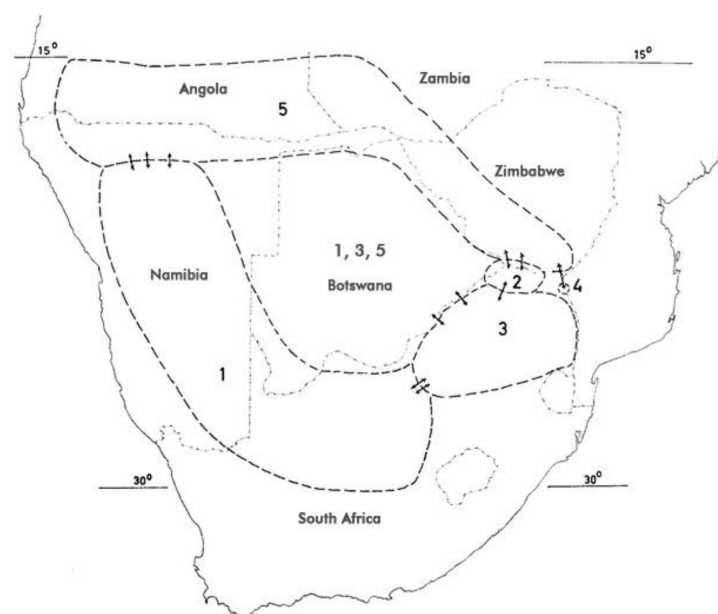 15°
15°
Angola
Zambia
5
Zimbabwe
1, 3, 5
Namibia
Botswana
2
4
3
1
30°
30°
South Africa